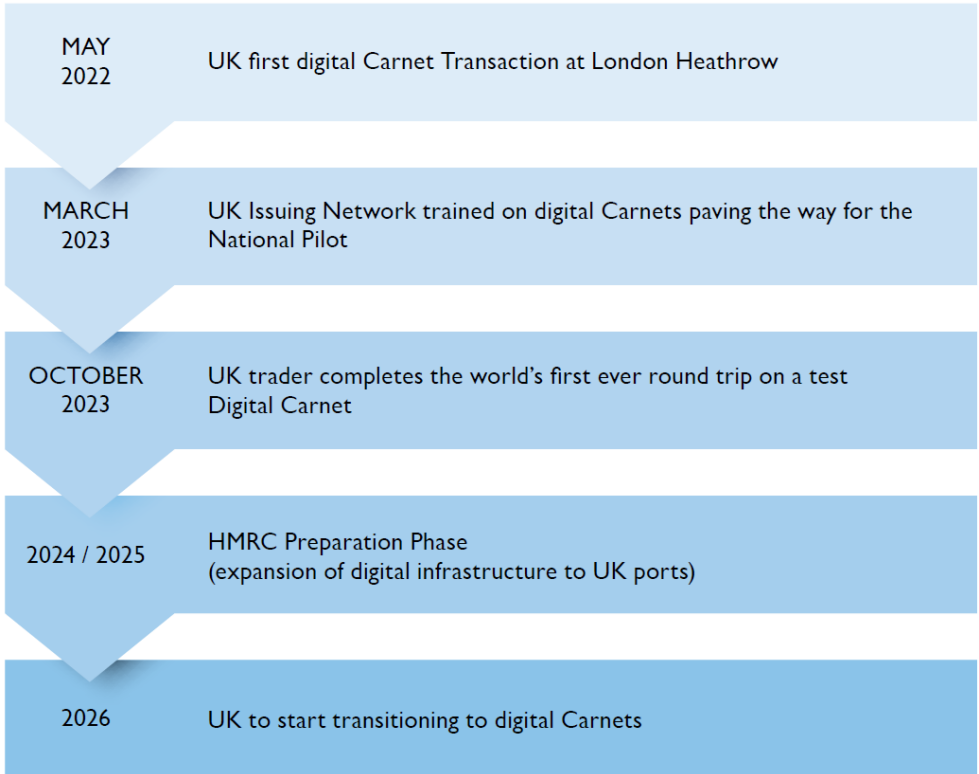 MAY
2022
UK first digital Carnet Transaction at London Heathrow
MARCH
2023
UK Issuing Network trained on digital Carnets paving the way for the
National Pilot
OCTOBER
2023
UK trader completes the world’s first ever round trip on a test
Digital Carnet
2024 / 2025
HMRC Preparation Phase
(expansion of digital infrastructure to UK ports)
2026
UK to start transitioning to digital Carnets